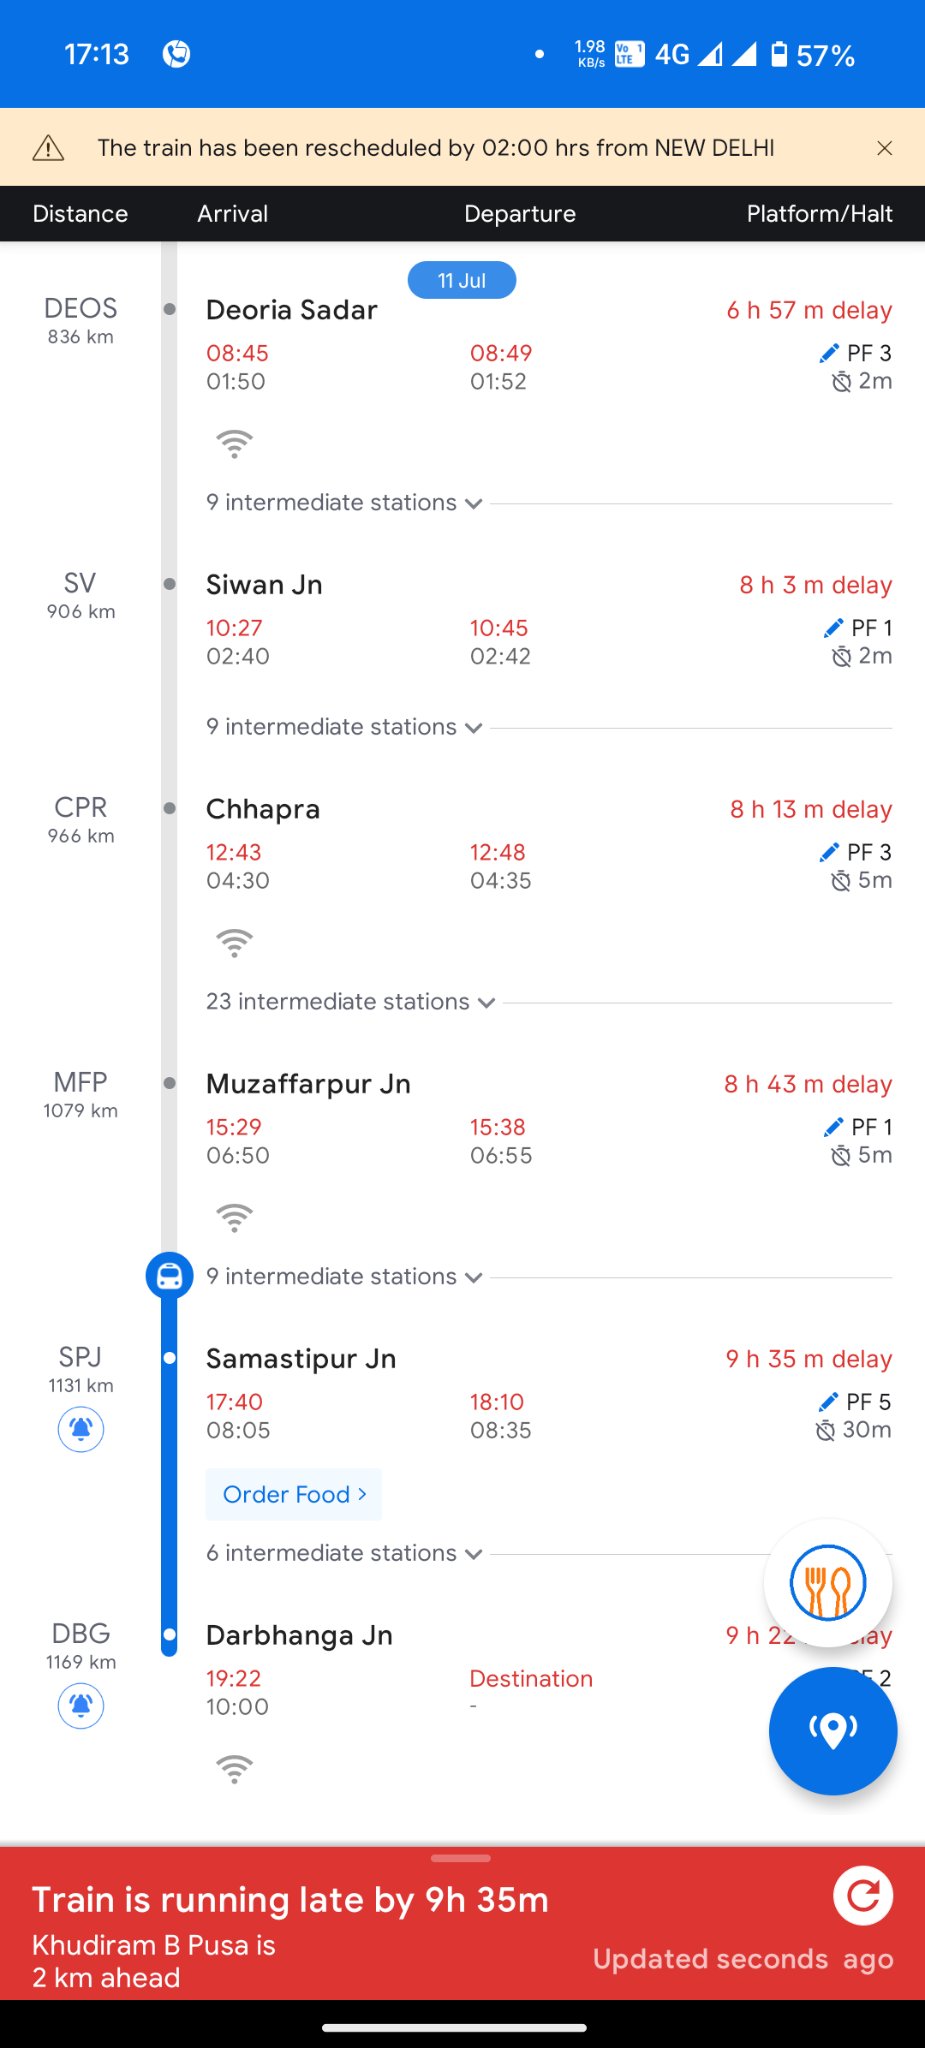 17:13 1.98 KB/s Vo 1 LTE 4G 57%
The train has been rescheduled by 02:00 hrs from NEW DELHI
Distance Arrival Departure Platform/Halt
11 Jul
DEOS Deoria Sadar 6 h 57 m delay
836 km 08:45 08:49 PF 3
01:50 01:52 2m
9 intermediate stations
SV Siwan Jn 8 h 3 m delay
906 km 10:27 10:45 PF 1
02:40 02:42 2m
9 intermediate stations
CPR Chhapra 8 h 13 m delay
966 km 12:43 12:48 PF 3
04:30 04:35 5m
23 intermediate stations
MFP Muzaffarpur Jn 8 h 43 m delay
1079 km 15:29 15:38 PF 1
06:50 06:55 5m
9 intermediate stations
SPJ Samastipur Jn 9 h 35 m delay
1131 km 17:40 18:10 PF 5
08:05 08:35 30m
Order Food >
6 intermediate stations
DBG Darbhanga Jn 9 h 22
1169 km 19:22 Destination 2
10:00 -
Train is running late by 9h 35m
Khudiram B Pusa is
2 km ahead
Updated seconds ago